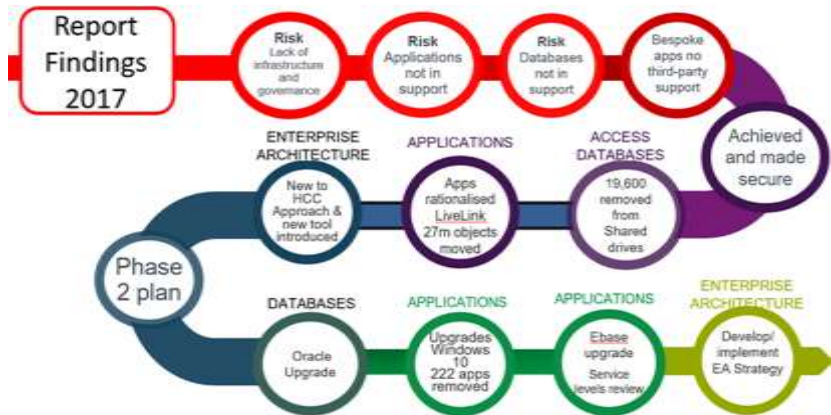 Report
Findings
2017
Risk
Lack of
infrastructure
and
governance
Risk
Applications
not in
support
Risk
Databases
not in
support
Bespoke
apps no
third-party
support
Achieved
and made
secure
ACCESS
DATABASES
19,600
removed
from
Shared
drives
APPLICATIONS
Apps
rationalised
LiveLink
27m objects
moved
ENTERPRISE
ARCHITECTURE
New to
HCC
Approach &
new tool
introduced
Phase
2 plan
DATABASES
Oracle
Upgrade
APPLICATIONS
Upgrades
Windows
10
222 apps
removed
APPLICATIONS
Ebase
upgrade
Service
levels review
ENTERPRISE
ARCHITECTURE
Develop/
implement
EA Strategy